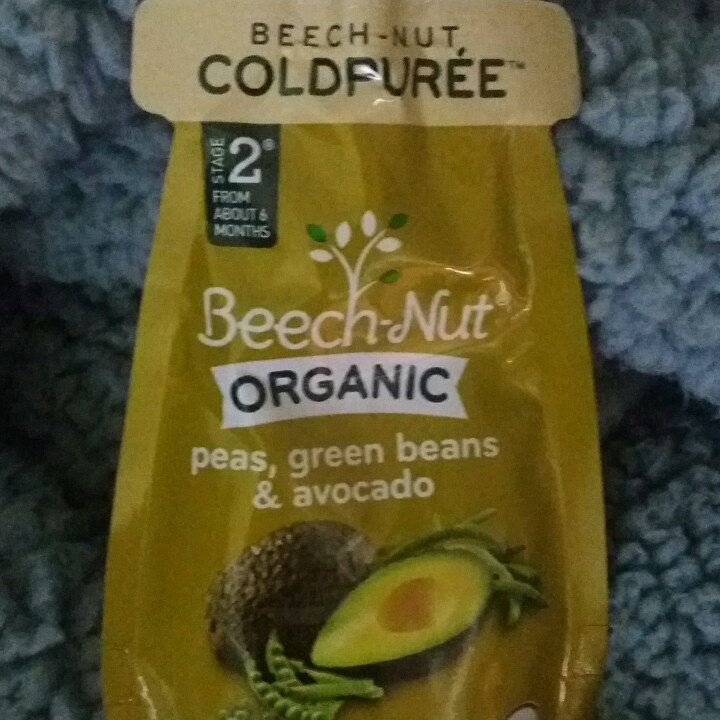 BEECH-NUT
COLDPURÉE™
STAGE 2®
FROM
ABOUT 6
MONTHS
Beech-Nut®
ORGANIC
peas, green beans
& avocado